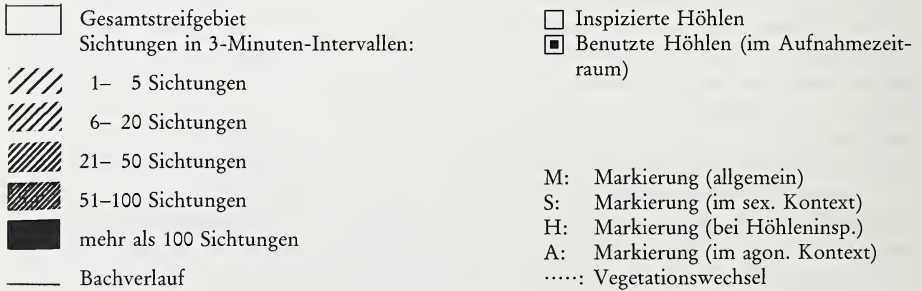 Gesamtstreifgebiet
Sichtungen in 3-Minuten-Intervallen:
1– 5 Sichtungen
6– 20 Sichtungen
21– 50 Sichtungen
51–100 Sichtungen
mehr als 100 Sichtungen
Bachverlauf
Inspizierte Höhlen
Benutzte Höhlen (im Aufnahmezeit-
raum)
M: Markierung (allgemein)
S: Markierung (im sex. Kontext)
H: Markierung (bei Höhleninsp.)
A: Markierung (im agon. Kontext)
.....: Vegetationswechsel